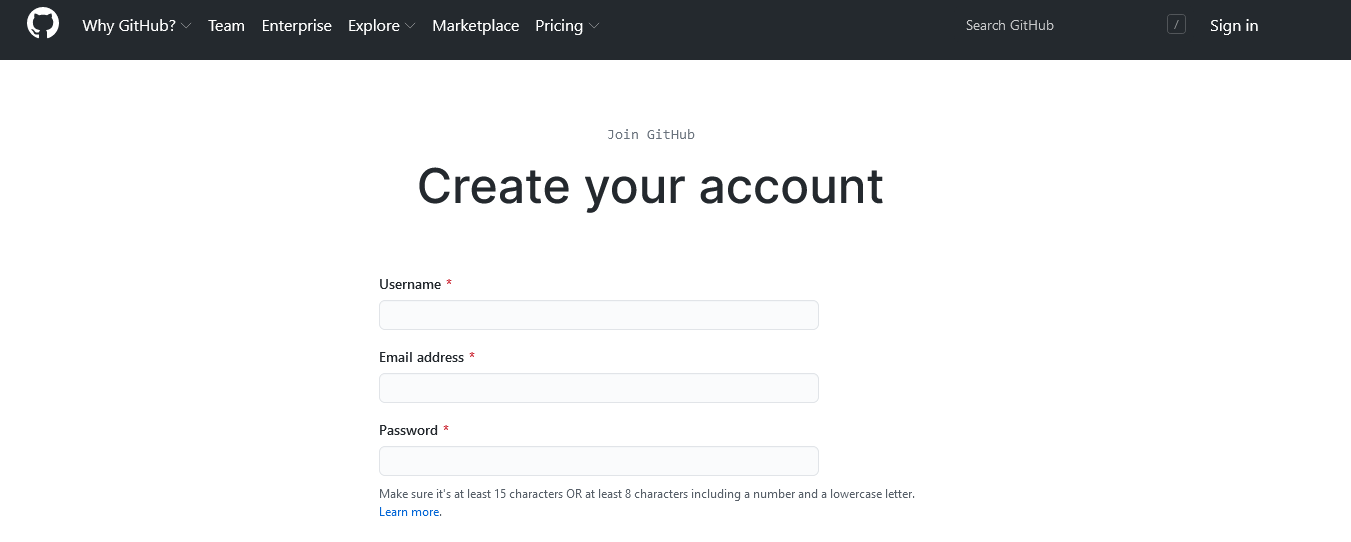 Why GitHub? Team Enterprise Explore Marketplace Pricing Search GitHub / Sign in
Join GitHub
Create your account
Username *
Email address *
Password *
Make sure it's at least 15 characters OR at least 8 characters including a number and a lowercase letter.
Learn more.